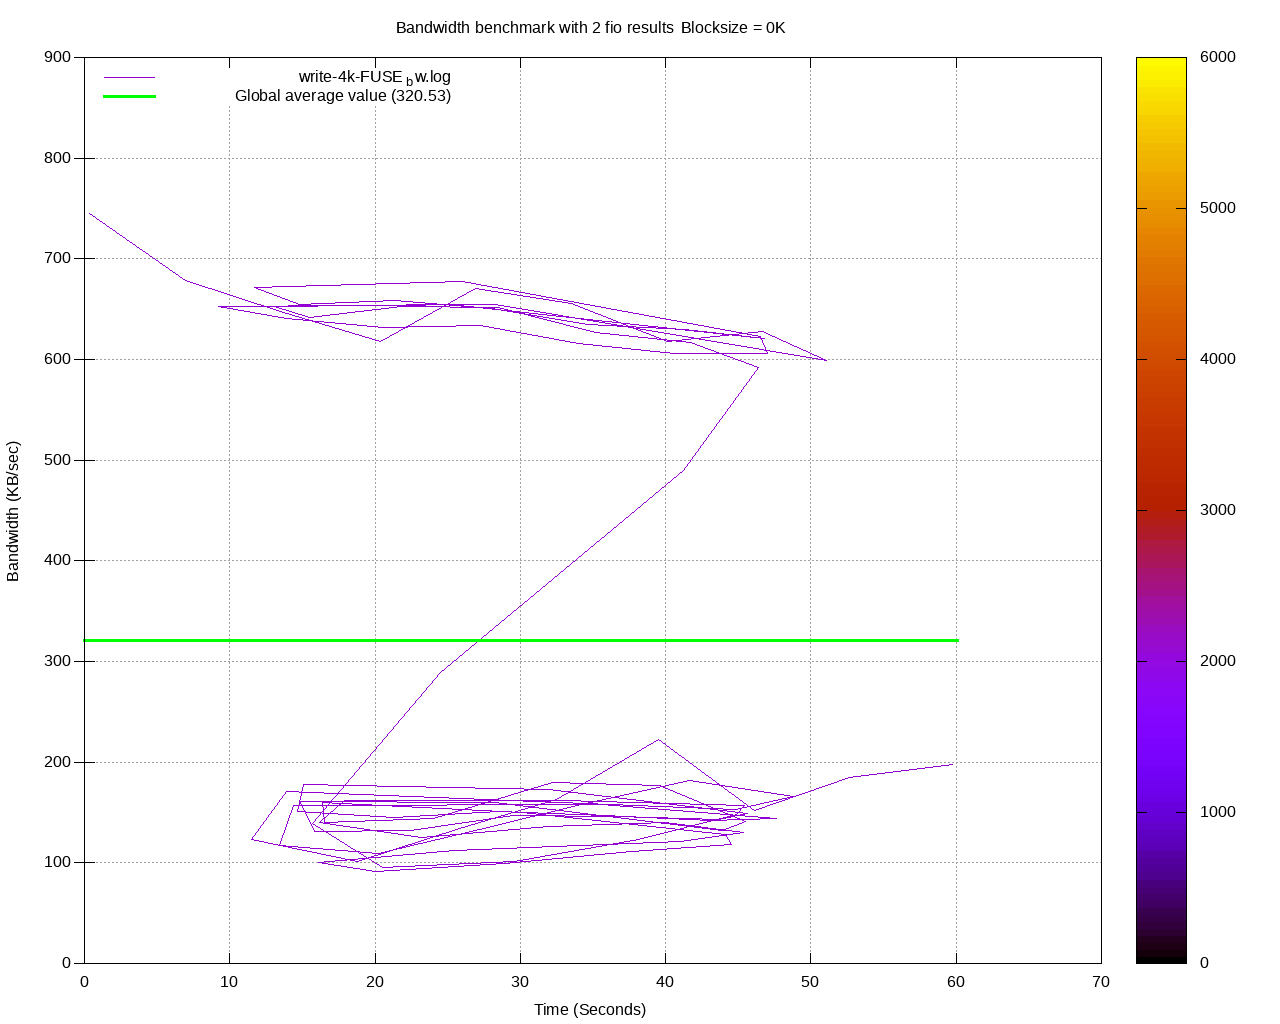 Bandwidth benchmark with 2 fio results Blocksize = 0K
write-4k-FUSE bw.log
Global average value (320.53)
900
800
700
600
500
400
300
200
100
0
Bandwidth (KB/sec)
0 10 20 30 40 50 60 70
Time (Seconds)
6000
5000
4000
3000
2000
1000
0